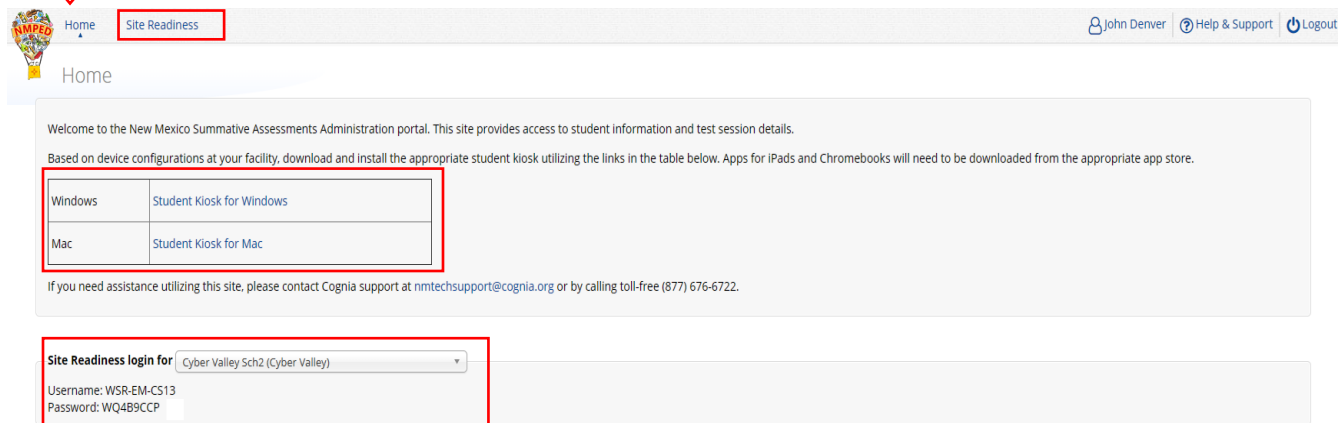 NMPED Home Site Readiness John Denver Help & Support Logout
Home
Welcome to the New Mexico Summative Assessments Administration portal. This site provides access to student information and test session details.
Based on device configurations at your facility, download and install the appropriate student kiosk utilizing the links in the table below. Apps for iPads and Chromebooks will need to be downloaded from the appropriate app store.
Windows Student Kiosk for Windows
Mac Student Kiosk for Mac
If you need assistance utilizing this site, please contact Cognia support at nmtechsupport@cognia.org or by calling toll-free (877) 676-6722.
Site Readiness login for Cyber Valley Sch2 (Cyber Valley)
Username: WSR-EM-CS13
Password: WQ4B9CCP